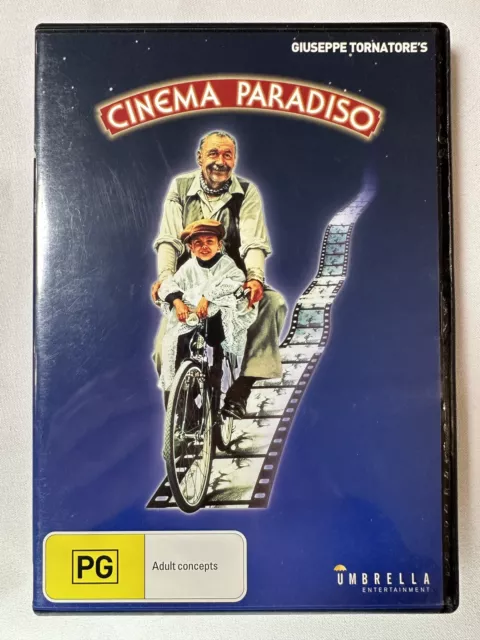 GIUSEPPE TORNATORE'S
CINEMA PARADISO
PG
Adult concepts
UMBRELLA
ENTERTAINMENT